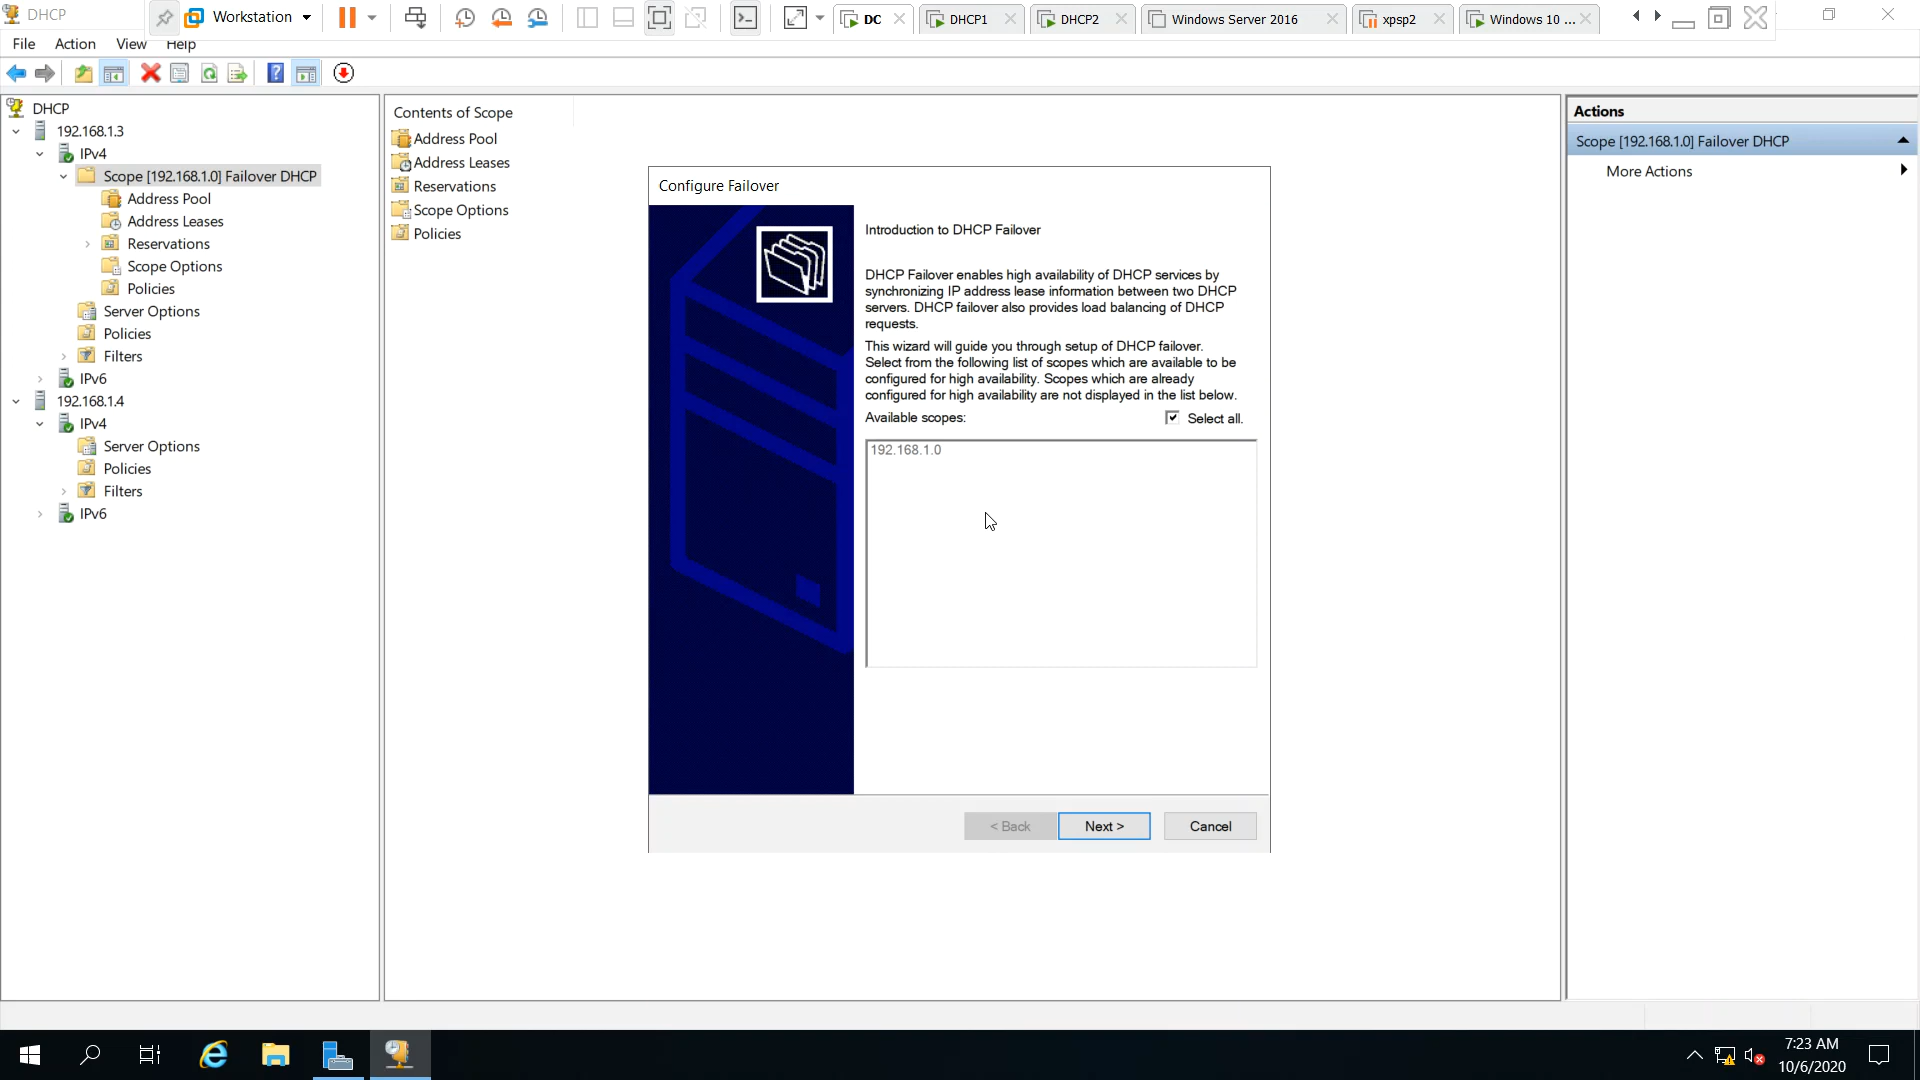 DHCP
Workstation
DC
DHCP1
DHCP2
Windows Server 2016
xpsp2
Windows 10 ...
File
Action
View
Help
DHCP
192.168.1.3
IPv4
Scope [192.168.1.0] Failover DHCP
Address Pool
Address Leases
Reservations
Scope Options
Policies
Server Options
Policies
Filters
IPv6
192.168.1.4
IPv4
Server Options
Policies
Filters
IPv6
Contents of Scope
Address Pool
Address Leases
Reservations
Scope Options
Policies
Configure Failover
Introduction to DHCP Failover
DHCP Failover enables high availability of DHCP services by
synchronizing IP address lease information between two DHCP
servers. DHCP failover also provides load balancing of DHCP
requests.
This wizard will guide you through setup of DHCP failover.
Select from the following list of scopes which are available to be
configured for high availability. Scopes which are already
configured for high availability are not displayed in the list below.
Available scopes:
Select all.
192.168.1.0
< Back
Next >
Cancel
Actions
Scope [192.168.1.0] Failover DHCP
More Actions
7:23 AM
10/6/2020